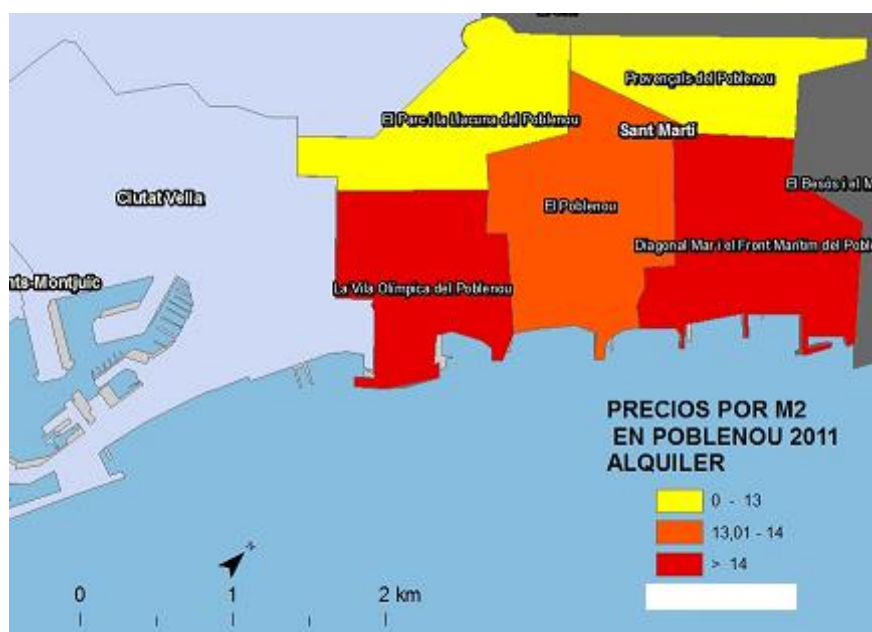 Provençals del Poblenou
El Parc i la Llacuna del Poblenou
Sant Martí
El Besòs i el M
Ciutat Vella
El Poblenou
Diagonal Mar i el Front Marítim del Pobl
nts-Montjuïc
La Vila Olímpica del Poblenou
PRECIOS POR M2
EN POBLENOU 2011
ALQUILER
0 - 13
13,01 - 14
> 14
N
0 1 2 km